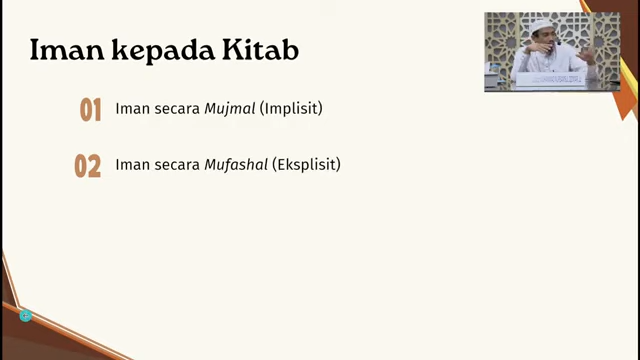 Iman kepada Kitab
01 Iman secara Mujmal (Implisit)
02 Iman secara Mufashal (Eksplisit)